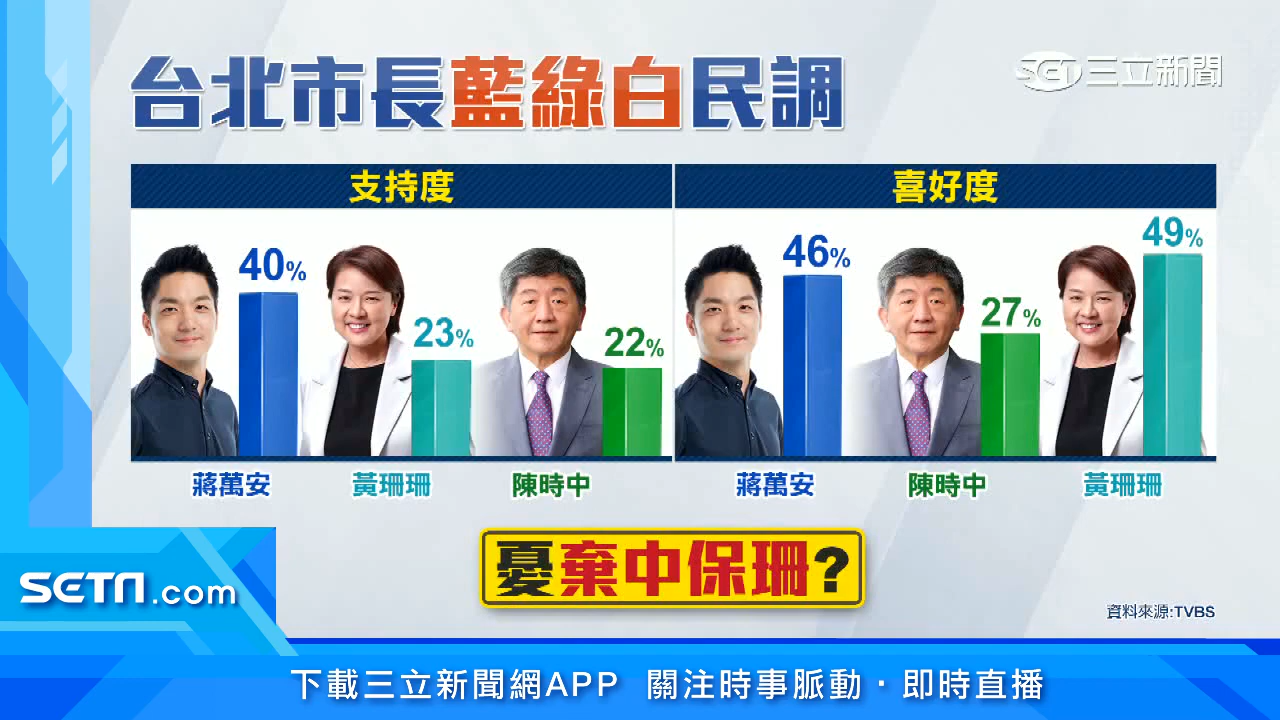 台北市長藍綠白民調
SET三立新聞
支持度
喜好度
40%
23%
22%
46%
27%
49%
蔣萬安
黃珊珊
陳時中
蔣萬安
陳時中
黃珊珊
憂棄中保珊?
SETN.com
資料來源:TVBS
下載三立新聞網APP 關注時事脈動·即時直播